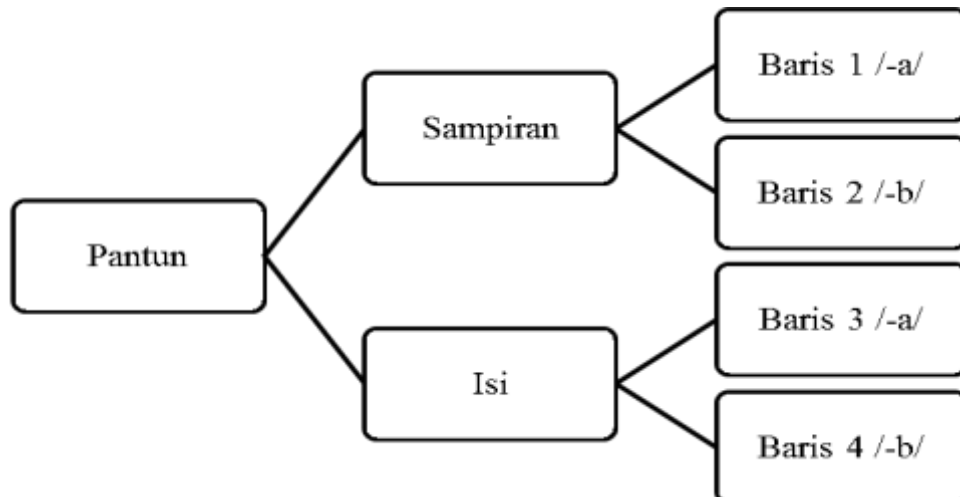 Pantun
Sampiran
Baris 1 /-a/
Baris 2 /-b/
Isi
Baris 3 /-a/
Baris 4 /-b/